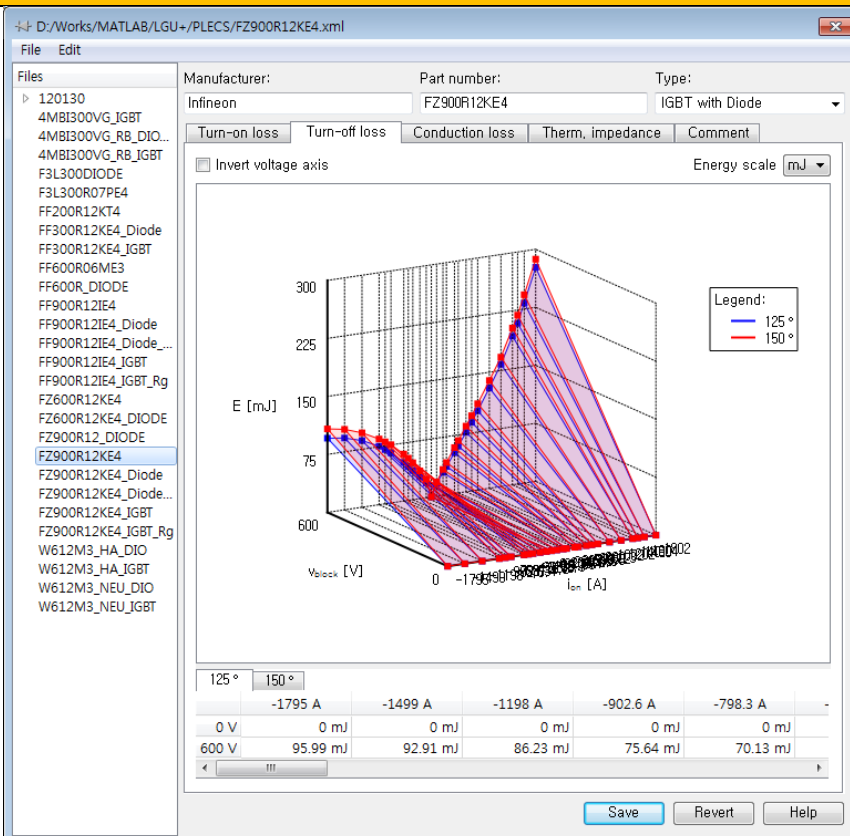 D:/Works/MATLAB/LGU+/PLECS/FZ900R12KE4.xml
File Edit
Files
120130
4MBI300VG_IGBT
4MBI300VG_RB_DIO...
4MBI300VG_RB_IGBT
F3L300DIODE
F3L300R07PE4
FF200R12KT4
FF300R12KE4_Diode
FF300R12KE4_IGBT
FF600R06ME3
FF600R_DIODE
FF900R12IE4
FF900R12IE4_Diode
FF900R12IE4_Diode_...
FF900R12IE4_IGBT
FF900R12IE4_IGBT_Rg
FZ600R12KE4
FZ600R12KE4_DIODE
FZ900R12_DIODE
FZ900R12KE4
FZ900R12KE4_Diode
FZ900R12KE4_Diode...
FZ900R12KE4_IGBT
FZ900R12KE4_IGBT_Rg
W612M3_HA_DIO
W612M3_HA_IGBT
W612M3_NEU_DIO
W612M3_NEU_IGBT
Manufacturer: Part number: Type:
Infineon FZ900R12KE4 IGBT with Diode
Turn-on loss Turn-off loss Conduction loss Therm. impedance Comment
Invert voltage axis Energy scale mJ
300
225
150
75
E [mJ]
Legend:
125 °
150 °
600
0
v_block [V]
i_on [A]
125 ° 150 °
-1795 A -1499 A -1198 A -902.6 A -798.3 A
0 V 0 mJ 0 mJ 0 mJ 0 mJ 0 mJ
600 V 95.99 mJ 92.91 mJ 86.23 mJ 75.64 mJ 70.13 mJ
Save Revert Help